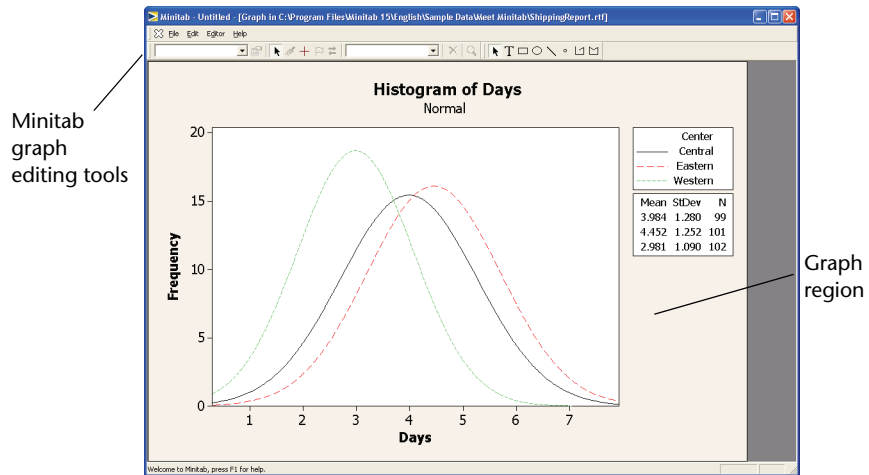 Minitab - Untitled - [Graph in C:\Program Files\Minitab 15\English\Sample Data\Meet Minitab\ShippingReport.rtf]
File Edit Editor Help
T
Minitab
graph
editing tools
Histogram of Days
Normal
Frequency
20
15
10
5
0
1 2 3 4 5 6 7
Days
Center
Central
Eastern
Western
Mean StDev N
3.984 1.280 99
4.452 1.252 101
2.981 1.090 102
Graph
region
Welcome to Minitab, press F1 for help.